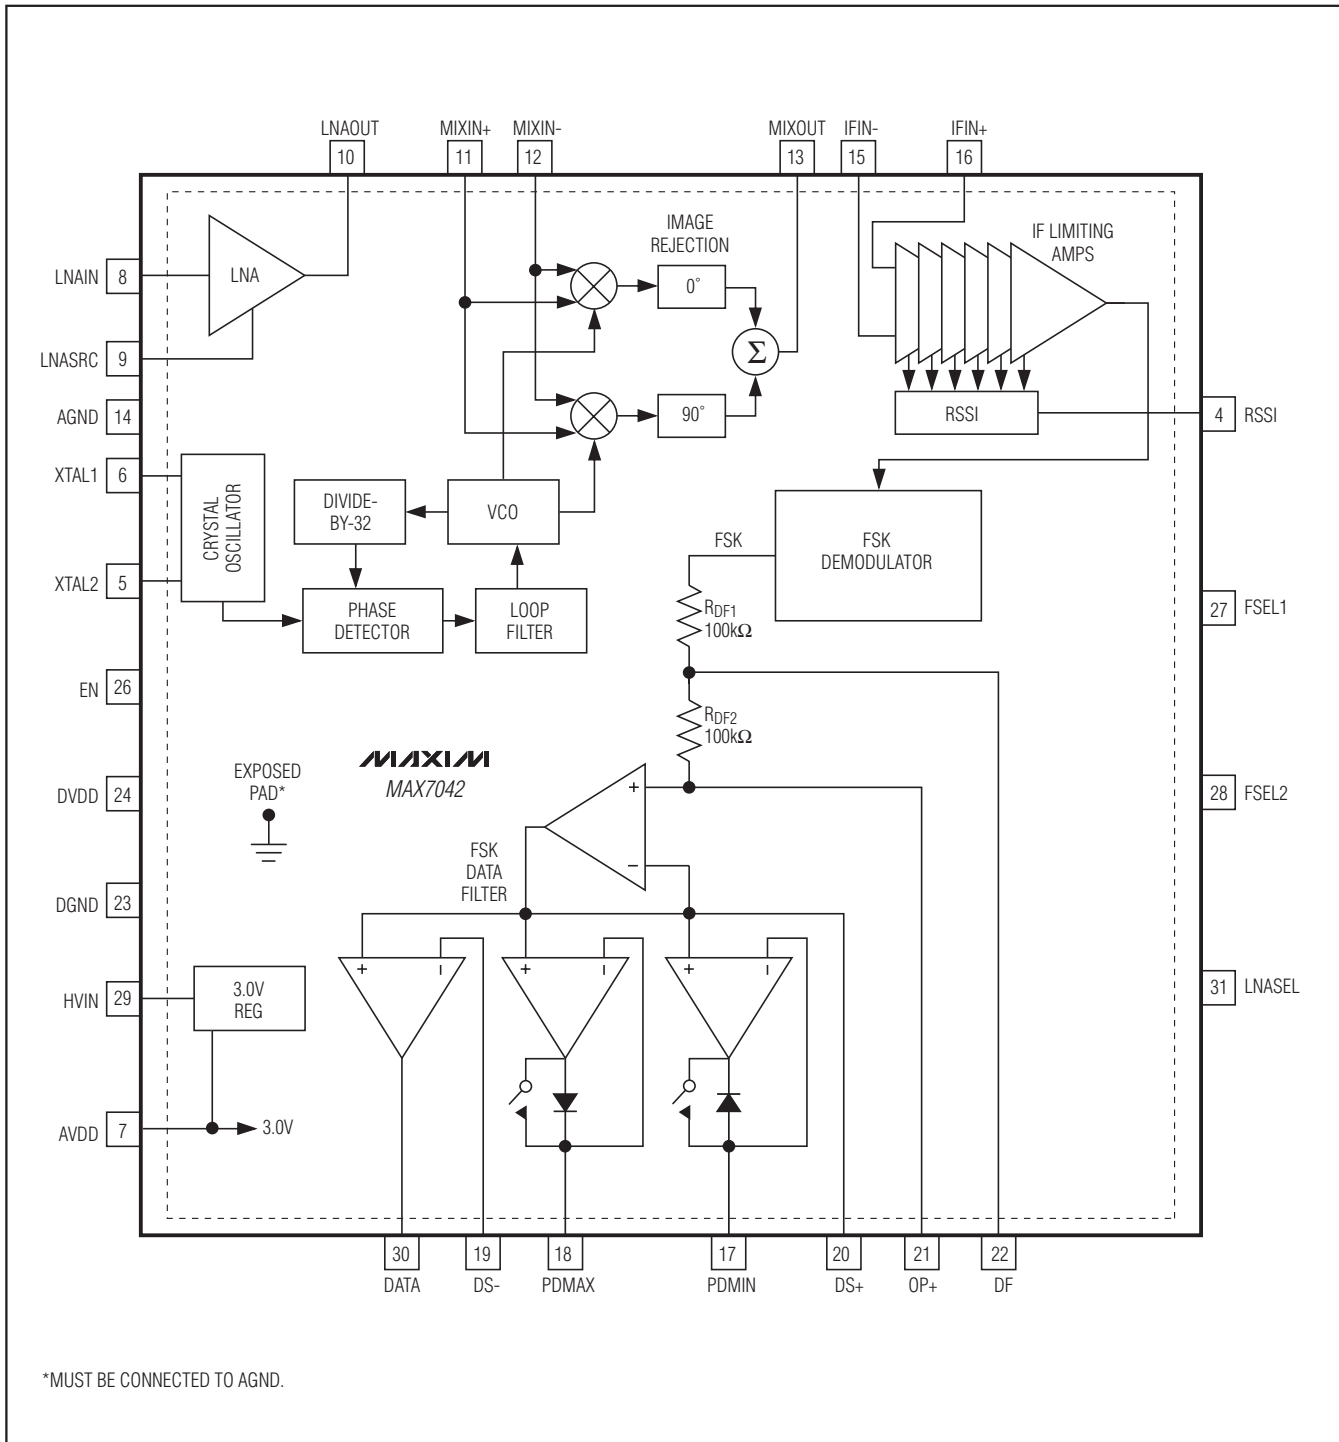 LNAOUT MIXIN+ MIXIN- MIXOUT IFIN- IFIN+
10 11 12 13 15 16
IMAGE
REJECTION
IF LIMITING
AMPS
LNAIN 8
LNA
0°
LNASRC 9
Σ
AGND 14
90°
RSSI
4 RSSI
XTAL1 6
CRYSTAL
OSCILLATOR
DIVIDE-
BY-32
VCO
FSK
FSK
DEMODULATOR
XTAL2 5
PHASE
DETECTOR
LOOP
FILTER
RDF1
100kΩ
27 FSEL1
EN 26
RDF2
100kΩ
MAXIM
MAX7042
EXPOSED
PAD*
DVDD 24
+
−
28 FSEL2
FSK
DATA
FILTER
DGND 23
+ − + − + −
HVIN 29
3.0V
REG
31 LNASEL
AVDD 7
3.0V
30 19 18 17 20 21 22
DATA DS- PDMAX PDMIN DS+ OP+ DF
*MUST BE CONNECTED TO AGND.